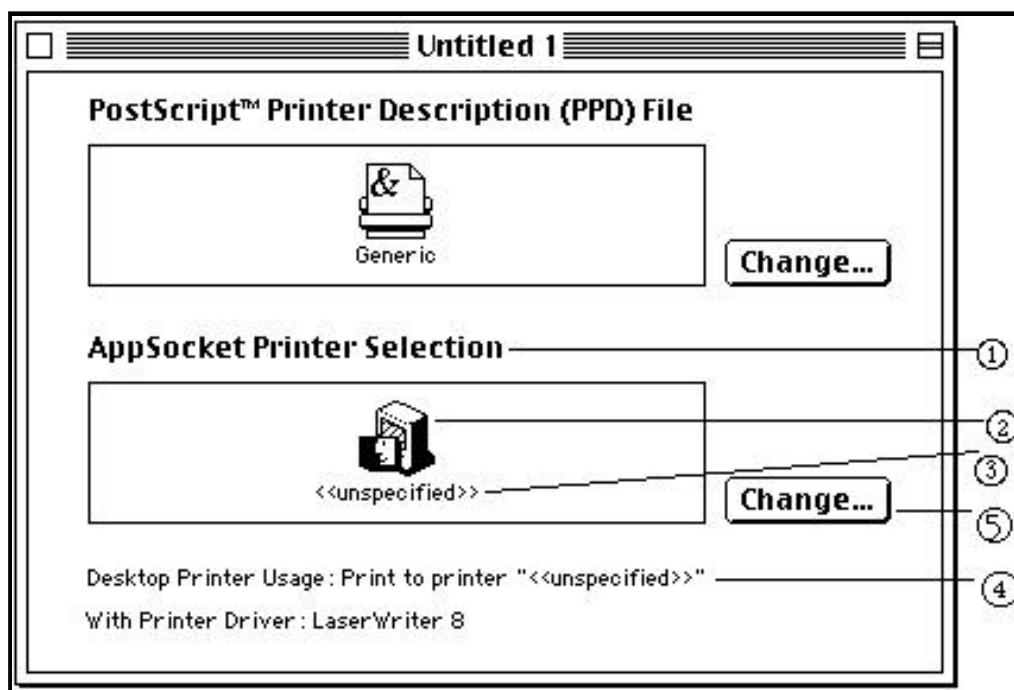 Untitled 1
PostScript™ Printer Description (PPD) File
&
Generic
Change...
AppSocket Printer Selection
1
2
<<unspecified>>
3
Change...
5
Desktop Printer Usage : Print to printer "<<unspecified>>"
4
With Printer Driver : LaserWriter 8